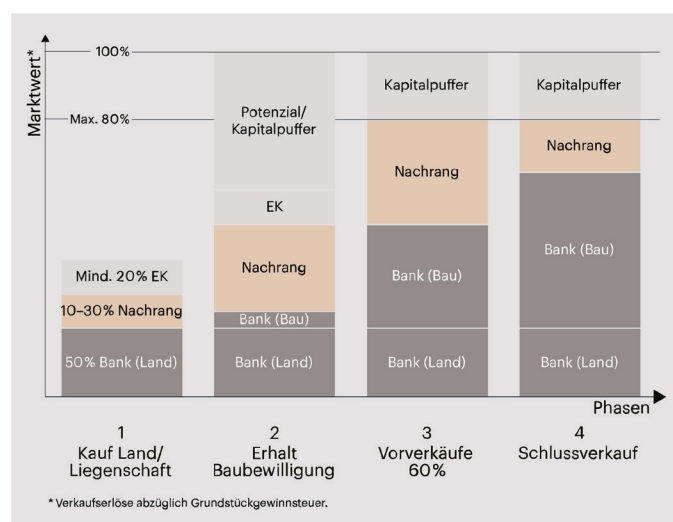 Marktwert*
100%
Max. 80%
Mind. 20% EK
10–30% Nachrang
50% Bank (Land)
Potenzial/
Kapitalpuffer
EK
Nachrang
Bank (Bau)
Bank (Land)
Kapitalpuffer
Nachrang
Bank (Bau)
Bank (Land)
Kapitalpuffer
Nachrang
Bank (Bau)
Bank (Land)
Phasen
1
Kauf Land/
Liegenschaft
2
Erhalt
Baubewilligung
3
Vorverkäufe
60%
4
Schlussverkauf
* Verkaufserlöse abzüglich Grundstückgewinnsteuer.